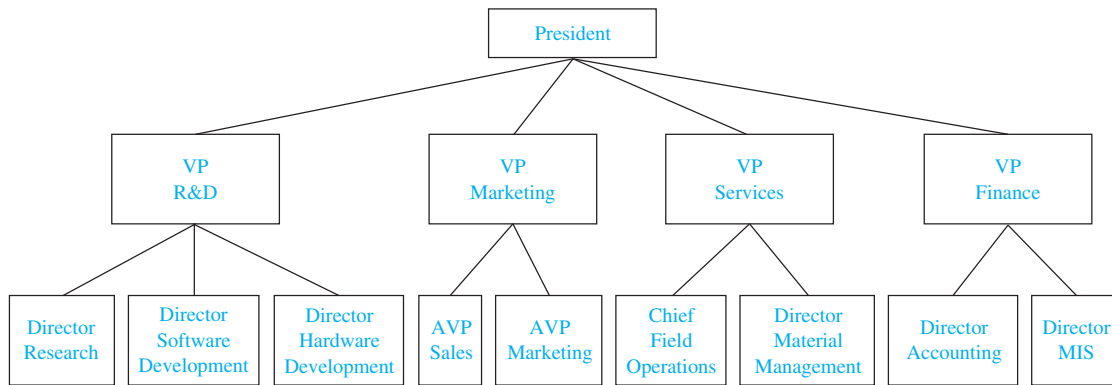 President
VP
R&D
VP
Marketing
VP
Services
VP
Finance
Director
Research
Director
Software
Development
Director
Hardware
Development
AVP
Sales
AVP
Marketing
Chief
Field
Operations
Director
Material
Management
Director
Accounting
Director
MIS